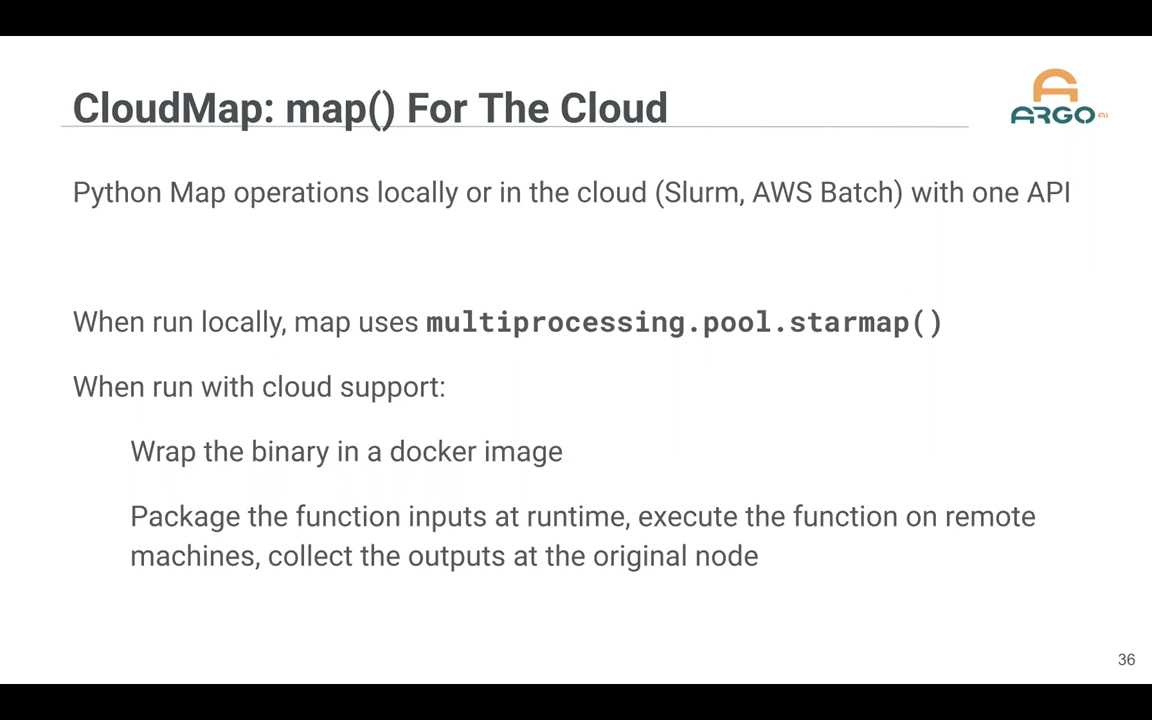 CloudMap: map() For The Cloud
ARGO AI
Python Map operations locally or in the cloud (Slurm, AWS Batch) with one API
When run locally, map uses multiprocessing.pool.starmap()
When run with cloud support:
Wrap the binary in a docker image
Package the function inputs at runtime, execute the function on remote
machines, collect the outputs at the original node
36